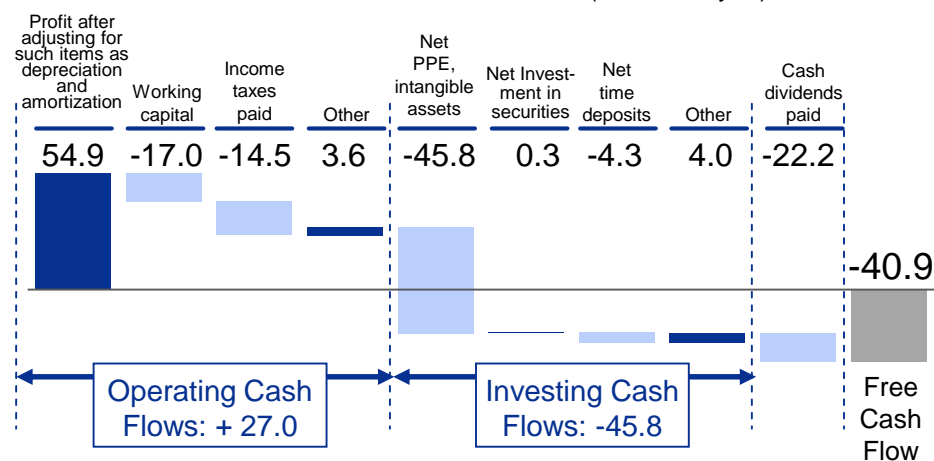 Profit after
adjusting for
such items as
depreciation
and
amortization
Working
capital
Income
taxes
paid
Other
Net
PPE,
intangible
assets
Net Invest-
ment in
securities
Net
time
deposits
Other
Cash
dividends
paid
54.9 -17.0 -14.5 3.6 -45.8 0.3 -4.3 4.0 -22.2
-40.9
Operating Cash
Flows: + 27.0
Investing Cash
Flows: -45.8
Free
Cash
Flow